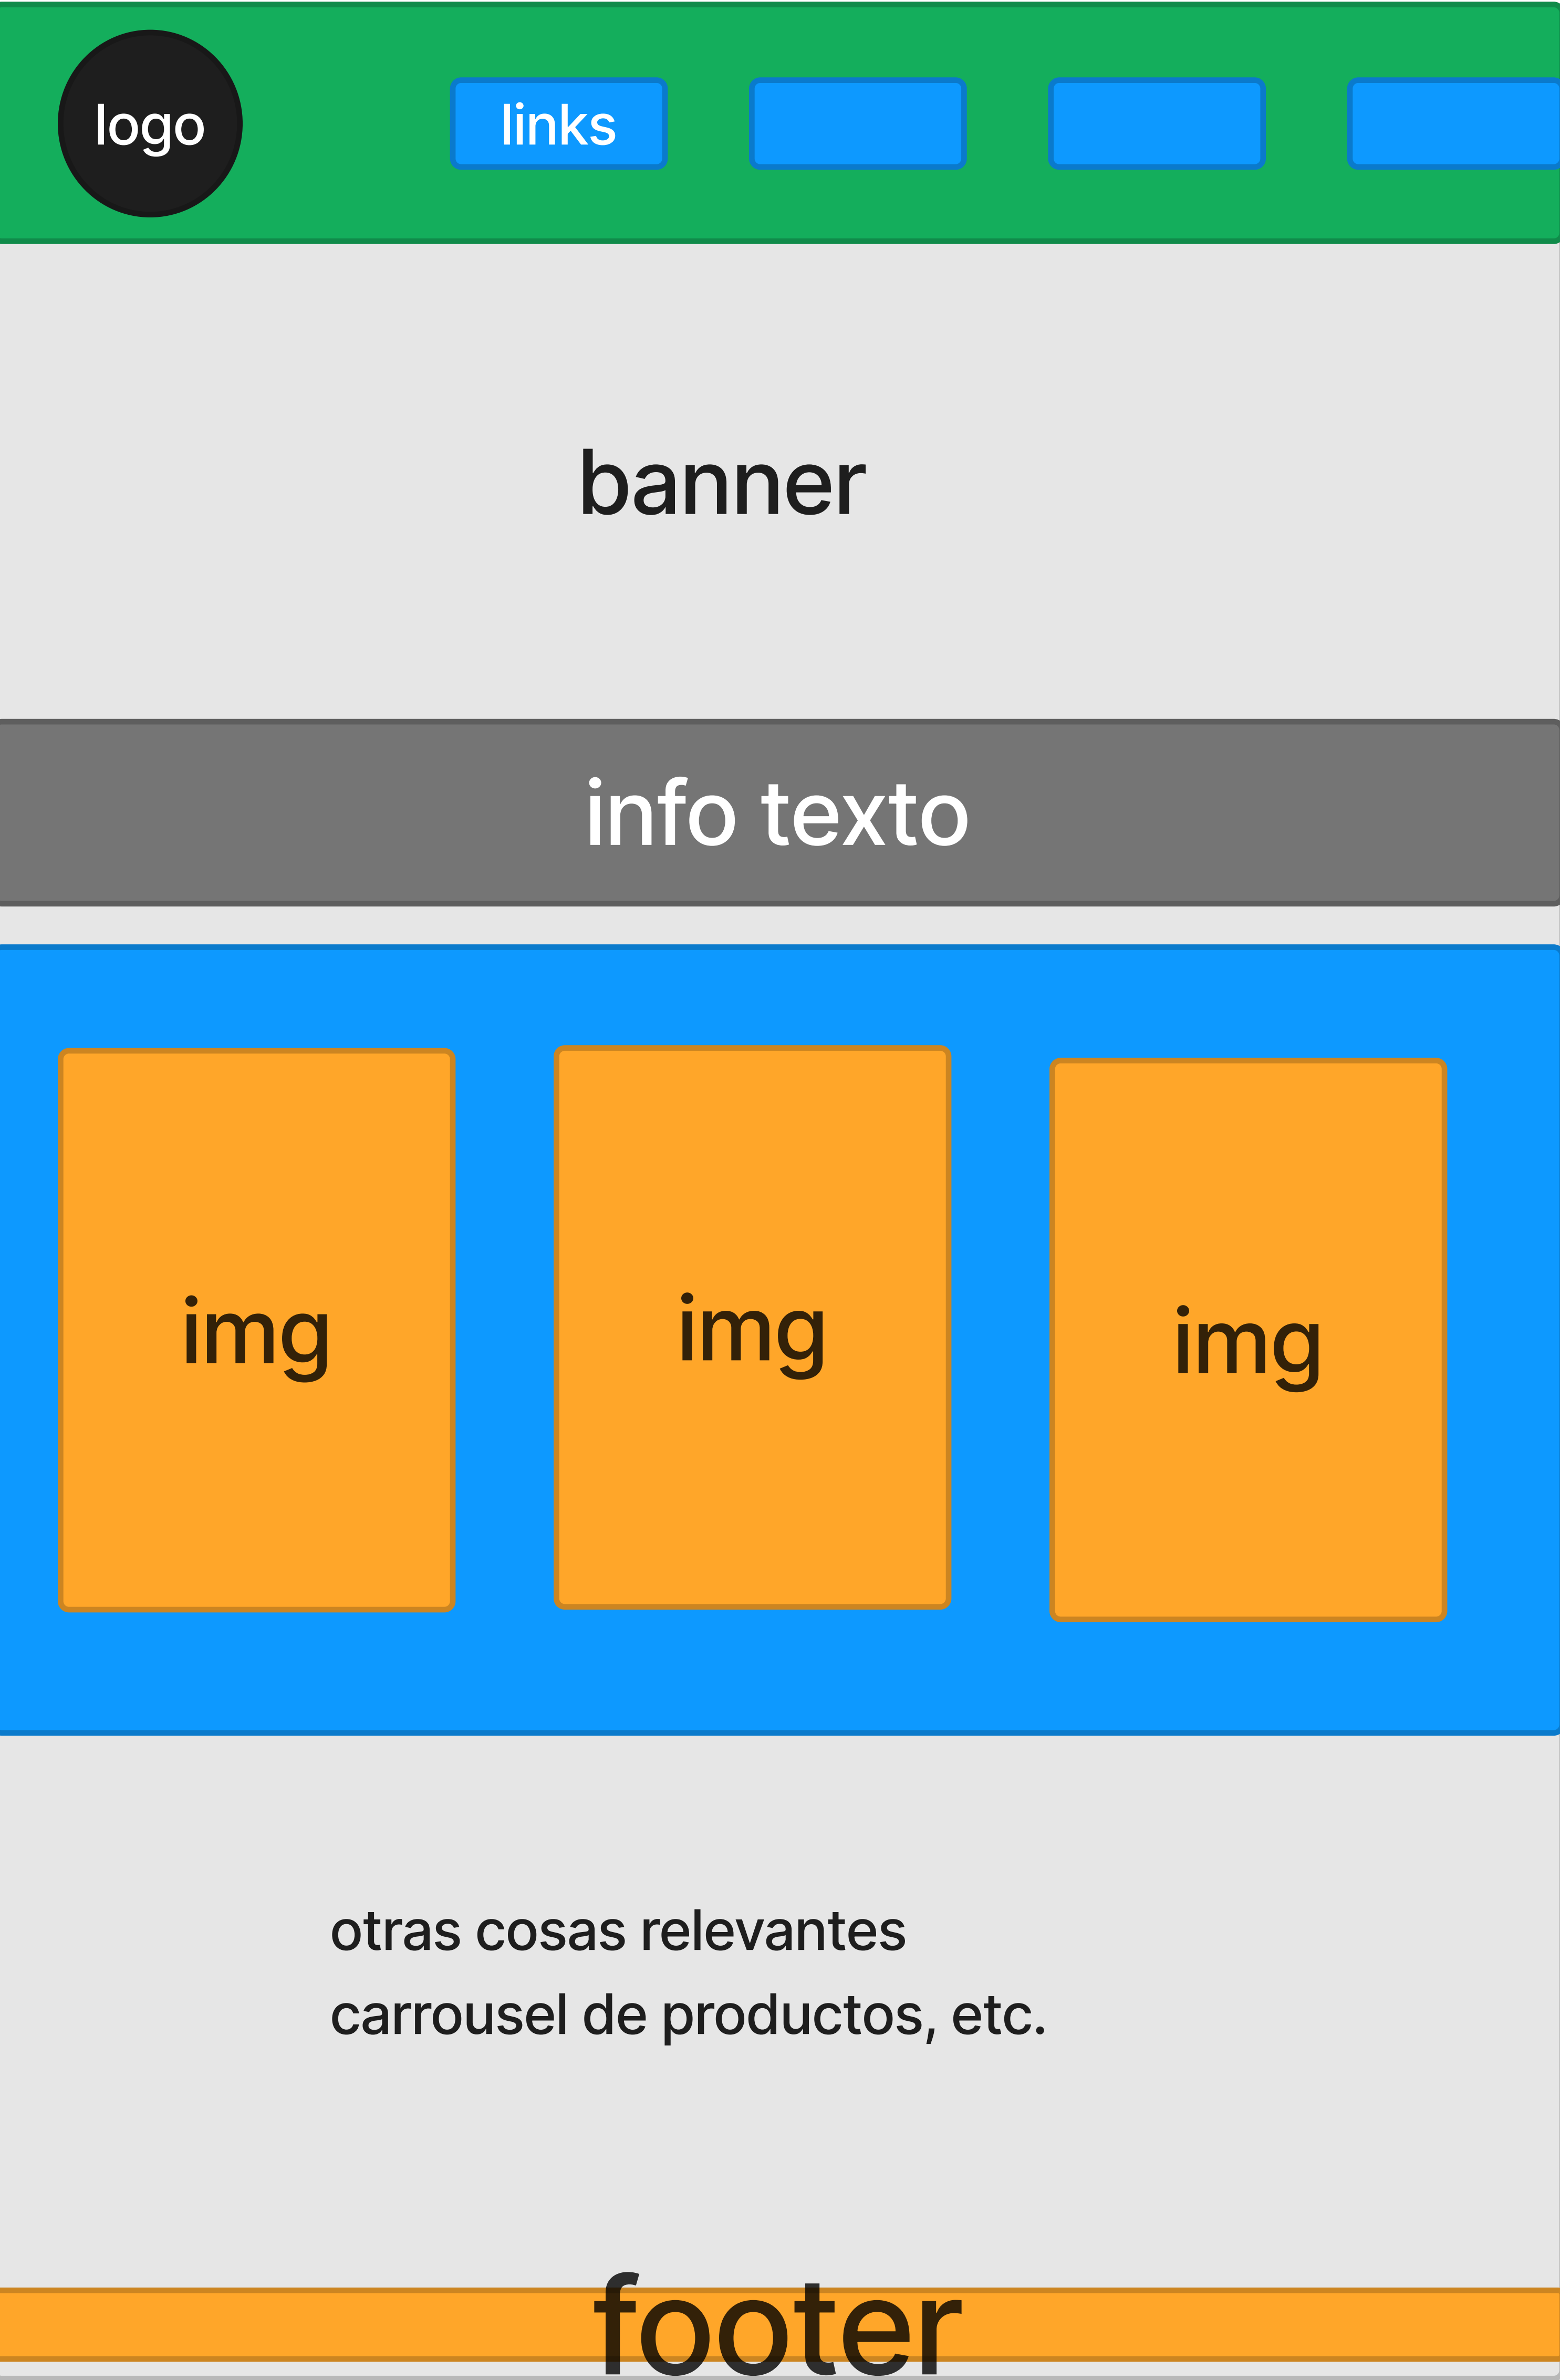 logo
links
banner
info texto
img
img
img
otras cosas relevantes
carrousel de productos, etc.
footer